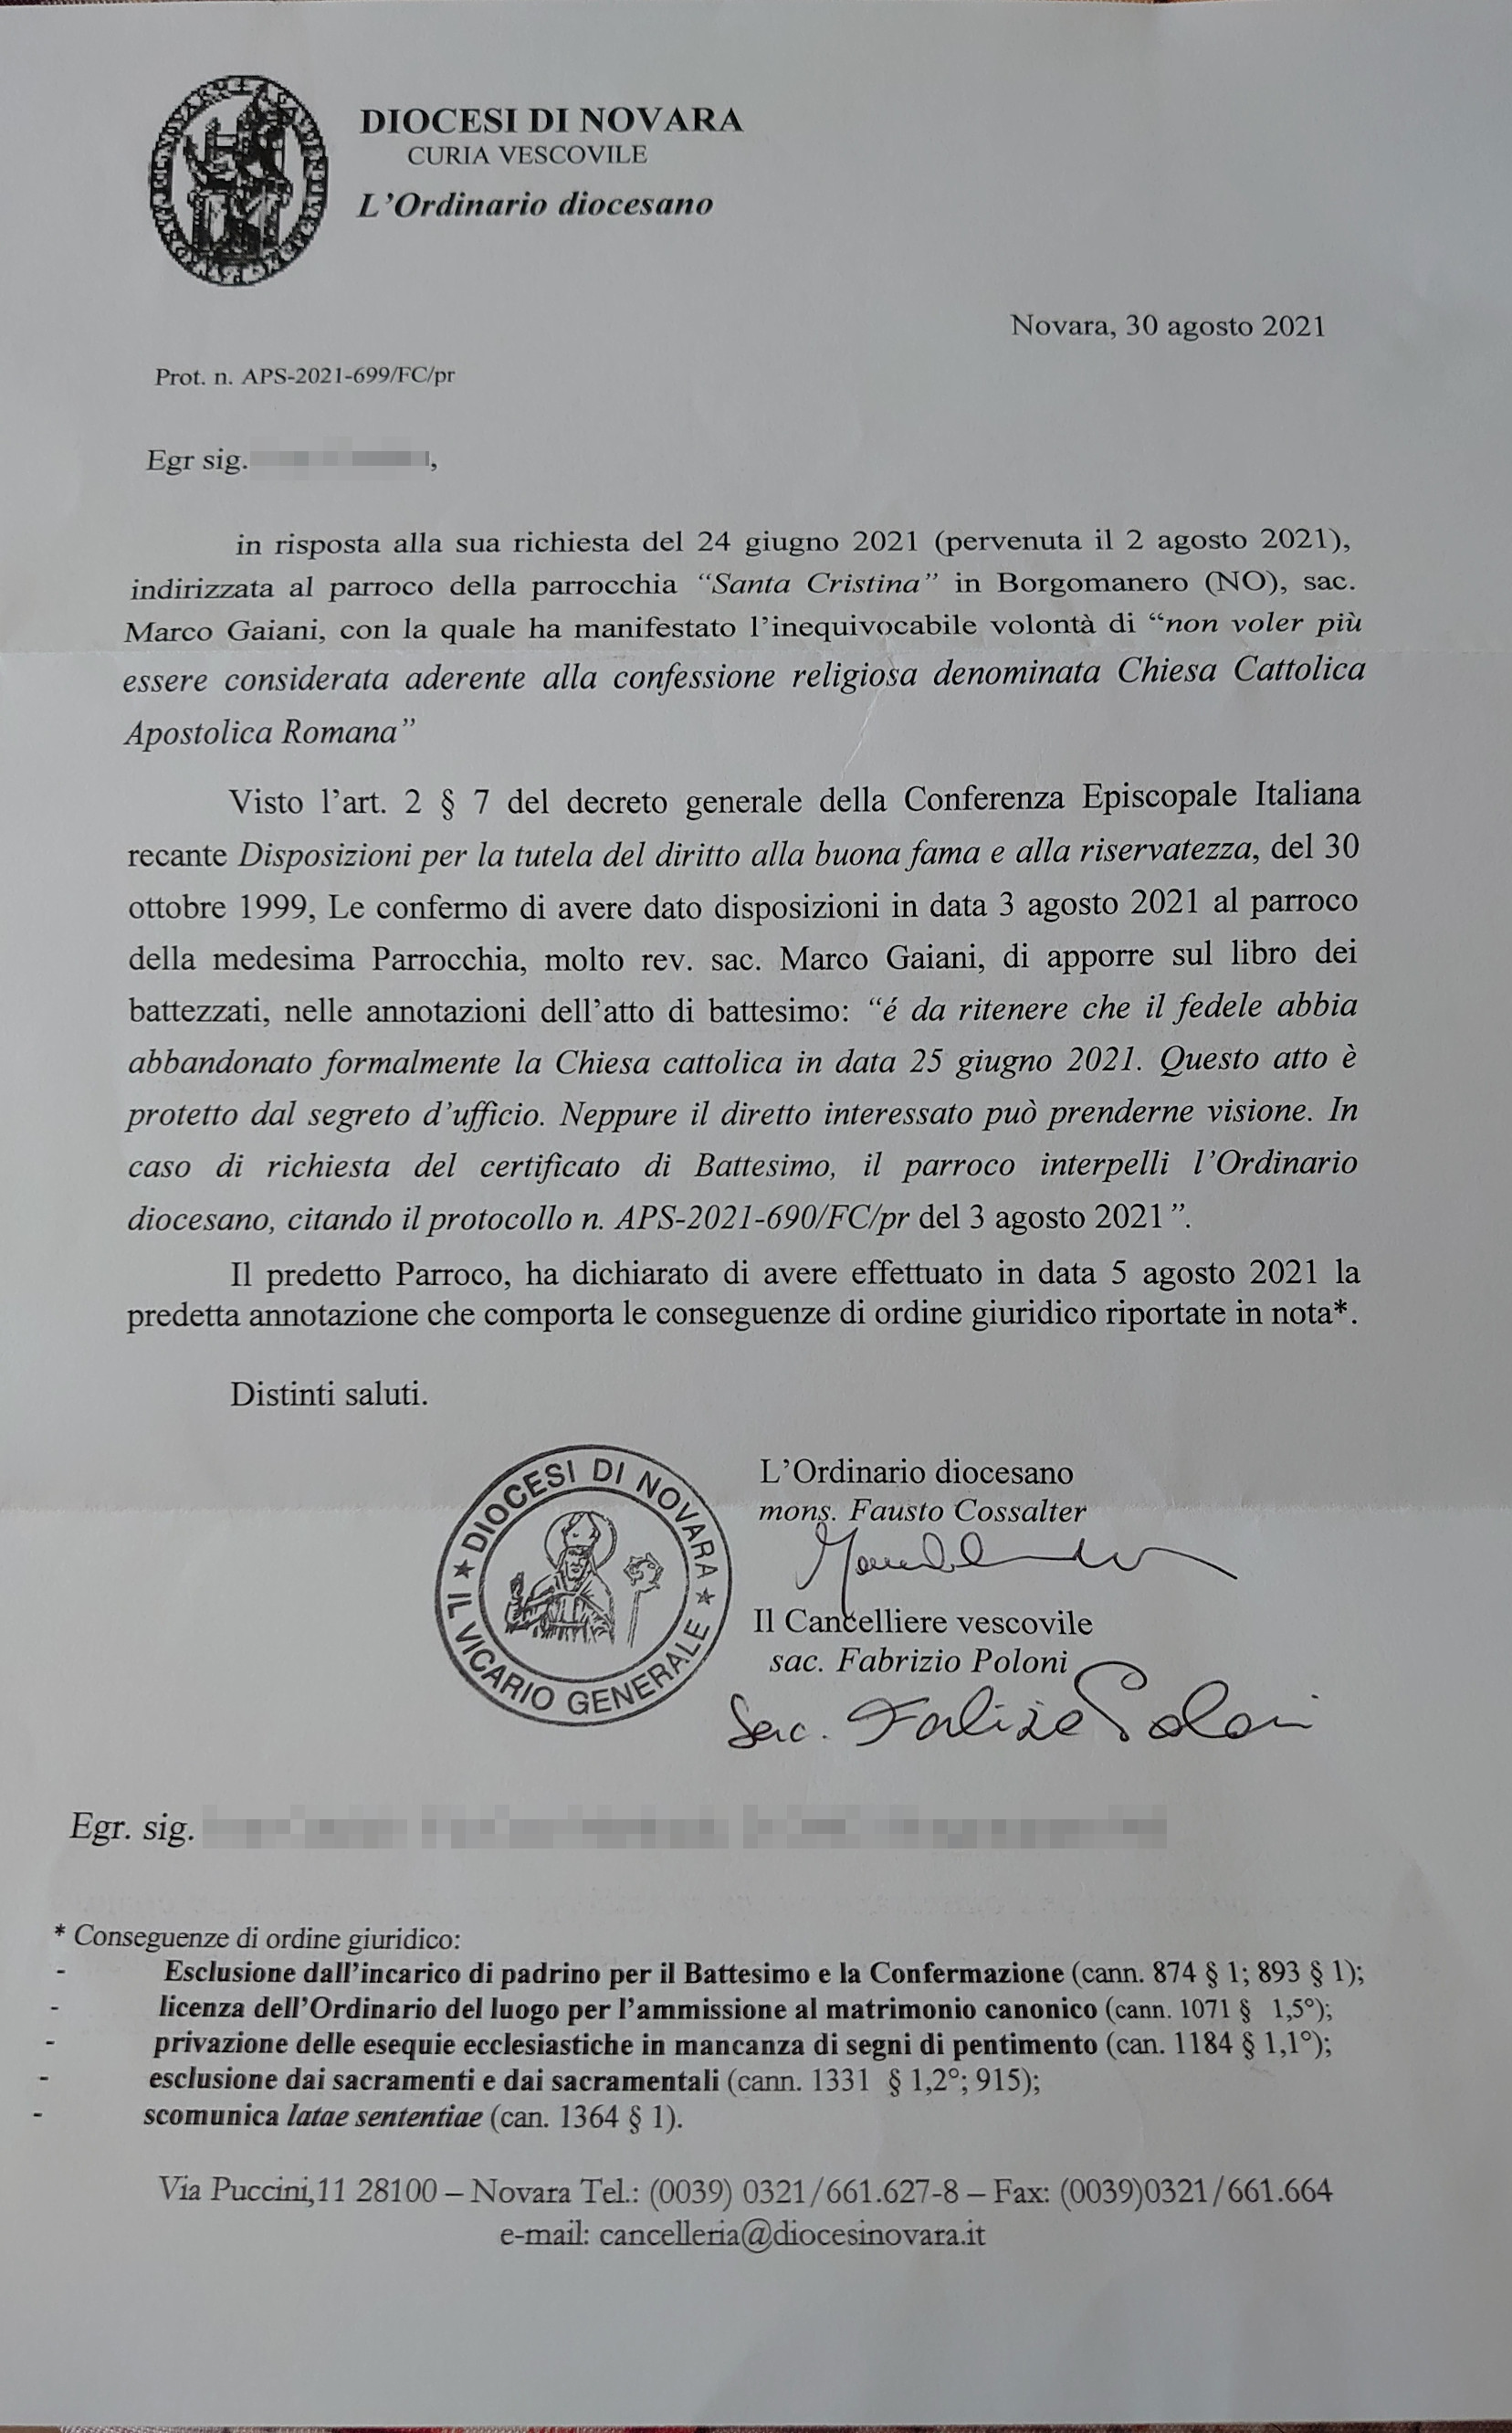 DIOCESI DI NOVARA
CURIA VESCOVILE
L’Ordinario diocesano
Novara, 30 agosto 2021
Prot. n. APS-2021-699/FC/pr
Egr sig. ,
in risposta alla sua richiesta del 24 giugno 2021 (pervenuta il 2 agosto 2021),
indirizzata al parroco della parrocchia “Santa Cristina” in Borgomanero (NO), sac.
Marco Gaiani, con la quale ha manifestato l’inequivocabile volontà di “non voler più
essere considerata aderente alla confessione religiosa denominata Chiesa Cattolica
Apostolica Romana”
Visto l’art. 2 § 7 del decreto generale della Conferenza Episcopale Italiana
recante Disposizioni per la tutela del diritto alla buona fama e alla riservatezza, del 30
ottobre 1999, Le confermo di avere dato disposizioni in data 3 agosto 2021 al parroco
della medesima Parrocchia, molto rev. sac. Marco Gaiani, di apporre sul libro dei
battezzati, nelle annotazioni dell’atto di battesimo: “é da ritenere che il fedele abbia
abbandonato formalmente la Chiesa cattolica in data 25 giugno 2021. Questo atto è
protetto dal segreto d’ufficio. Neppure il diretto interessato può prenderne visione. In
caso di richiesta del certificato di Battesimo, il parroco interpelli l’Ordinario
diocesano, citando il protocollo n. APS-2021-690/FC/pr del 3 agosto 2021”.
Il predetto Parroco, ha dichiarato di avere effettuato in data 5 agosto 2021 la
predetta annotazione che comporta le conseguenze di ordine giuridico riportate in nota*.
Distinti saluti.
★ DIOCESI DI NOVARA ★
IL VICARIO GENERALE
L’Ordinario diocesano
mons. Fausto Cossalter
Il Cancelliere vescovile
sac. Fabrizio Poloni
Sac. Fabrizio Poloni
Egr. sig.
* Conseguenze di ordine giuridico:
- Esclusione dall’incarico di padrino per il Battesimo e la Confermazione (cann. 874 § 1; 893 § 1);
- licenza dell’Ordinario del luogo per l’ammissione al matrimonio canonico (cann. 1071 § 1,5°);
- privazione delle esequie ecclesiastiche in mancanza di segni di pentimento (can. 1184 § 1,1°);
- esclusione dai sacramenti e dai sacramentali (cann. 1331 § 1,2°; 915);
- scomunica latae sententiae (can. 1364 § 1).
Via Puccini,11 28100 – Novara Tel.: (0039) 0321/661.627-8 – Fax: (0039)0321/661.664
e-mail: cancelleria@diocesinovara.it